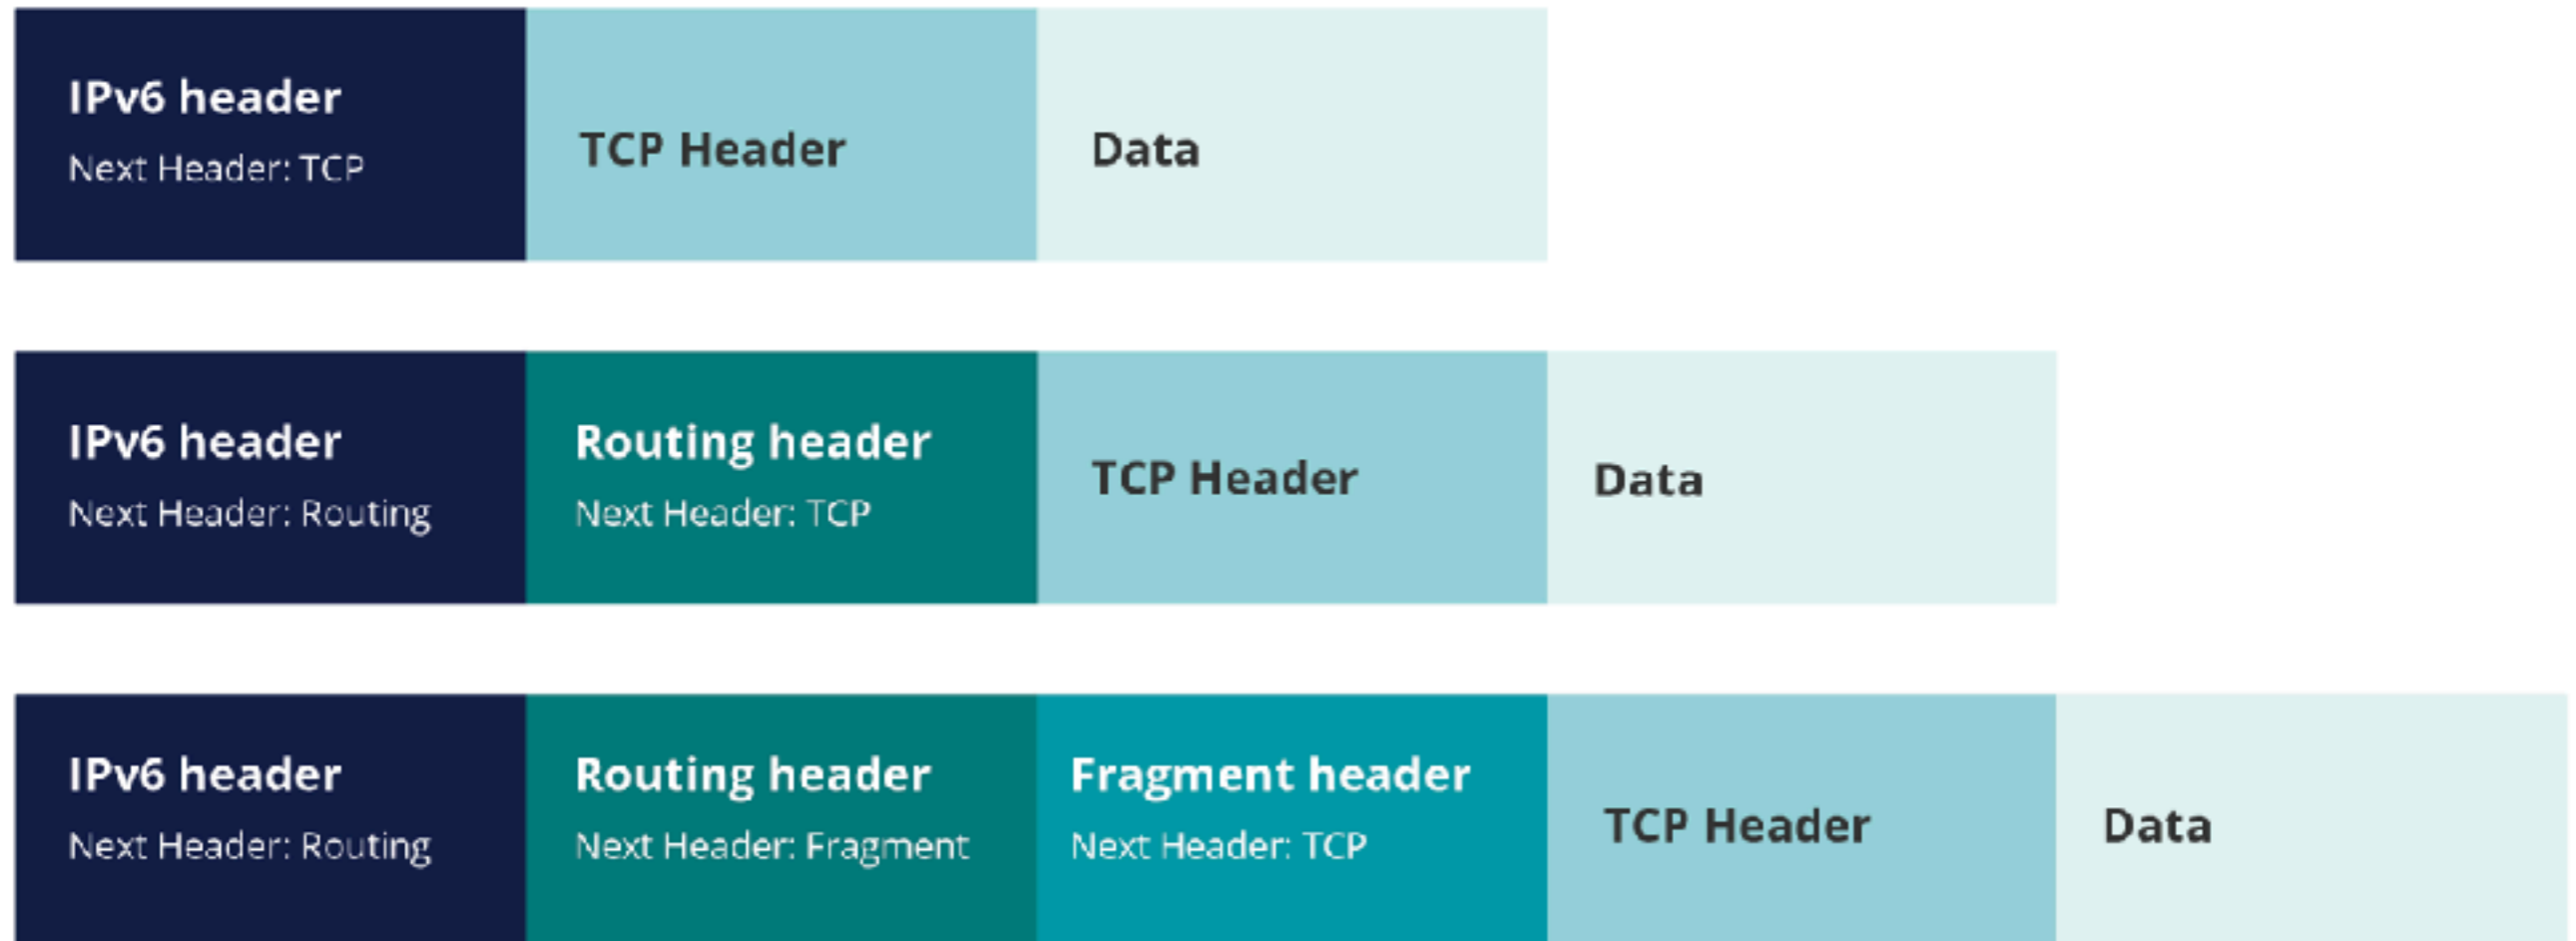 IPv6 header
Next Header: TCP
TCP Header
Data
IPv6 header
Next Header: Routing
Routing header
Next Header: TCP
TCP Header
Data
IPv6 header
Next Header: Routing
Routing header
Next Header: Fragment
Fragment header
Next Header: TCP
TCP Header
Data